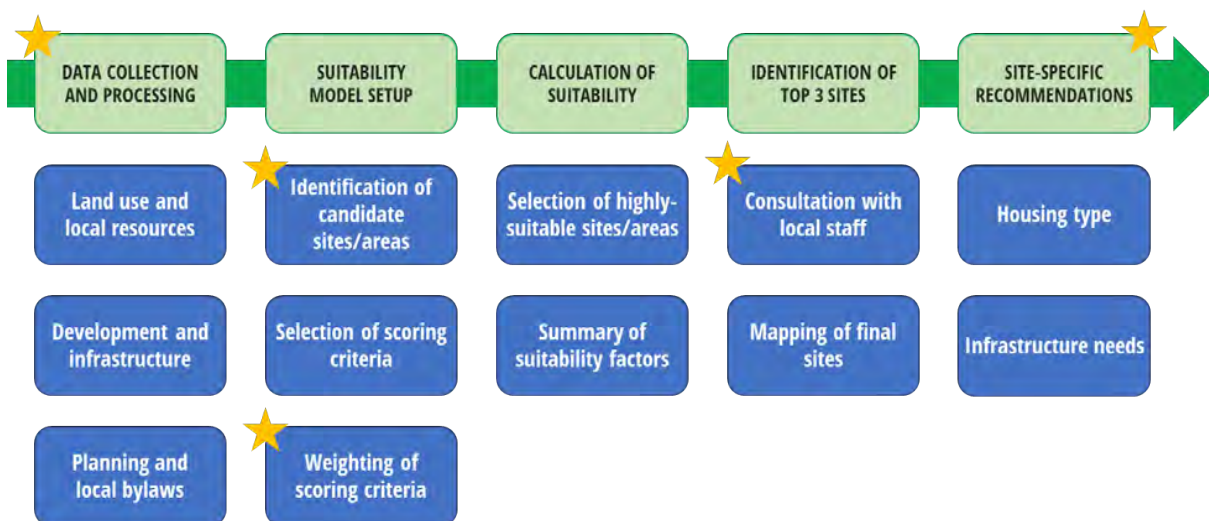 DATA COLLECTION
AND PROCESSING
SUITABILITY
MODEL SETUP
CALCULATION OF
SUITABILITY
IDENTIFICATION OF
TOP 3 SITES
SITE-SPECIFIC
RECOMMENDATIONS
Land use and
local resources
Identification of
candidate
sites/areas
Selection of highly-
suitable sites/areas
Consultation with
local staff
Housing type
Development and
infrastructure
Selection of scoring
criteria
Summary of
suitability factors
Mapping of final
sites
Infrastructure needs
Planning and
local bylaws
Weighting of
scoring criteria